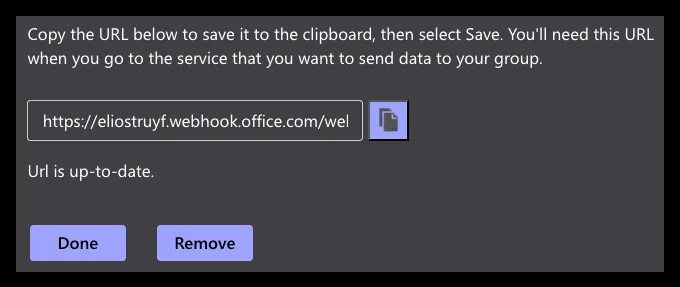 Copy the URL below to save it to the clipboard, then select Save. You'll need this URL
when you go to the service that you want to send data to your group.
https://eliostruyf.webhook.office.com/wel
Url is up-to-date.
Done
Remove